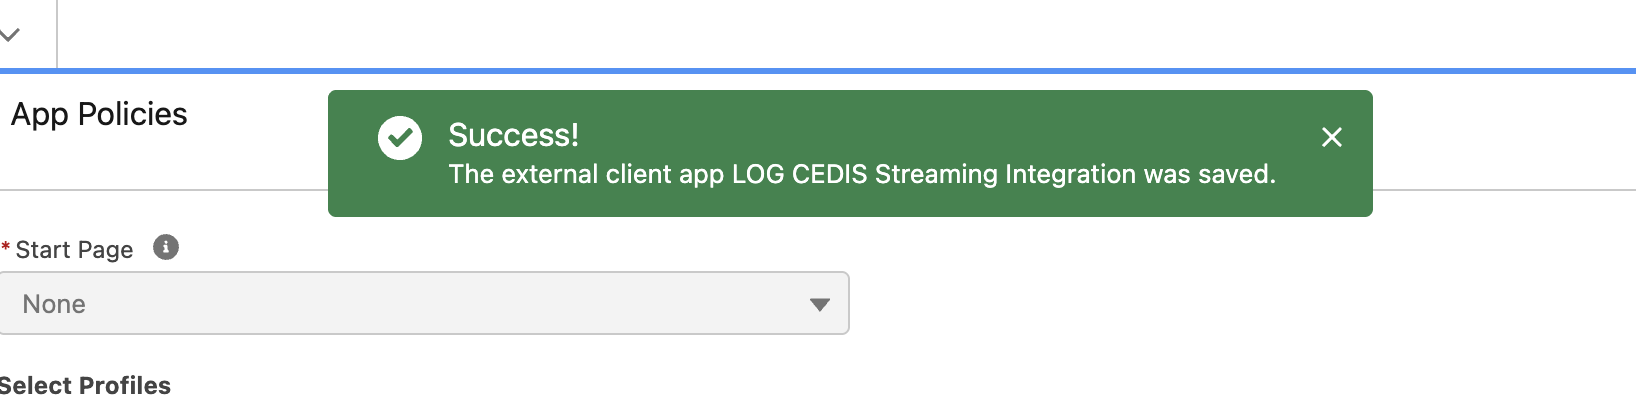 App Policies
Success!
The external client app LOG CEDIS Streaming Integration was saved.
* Start Page
None
Select Profiles